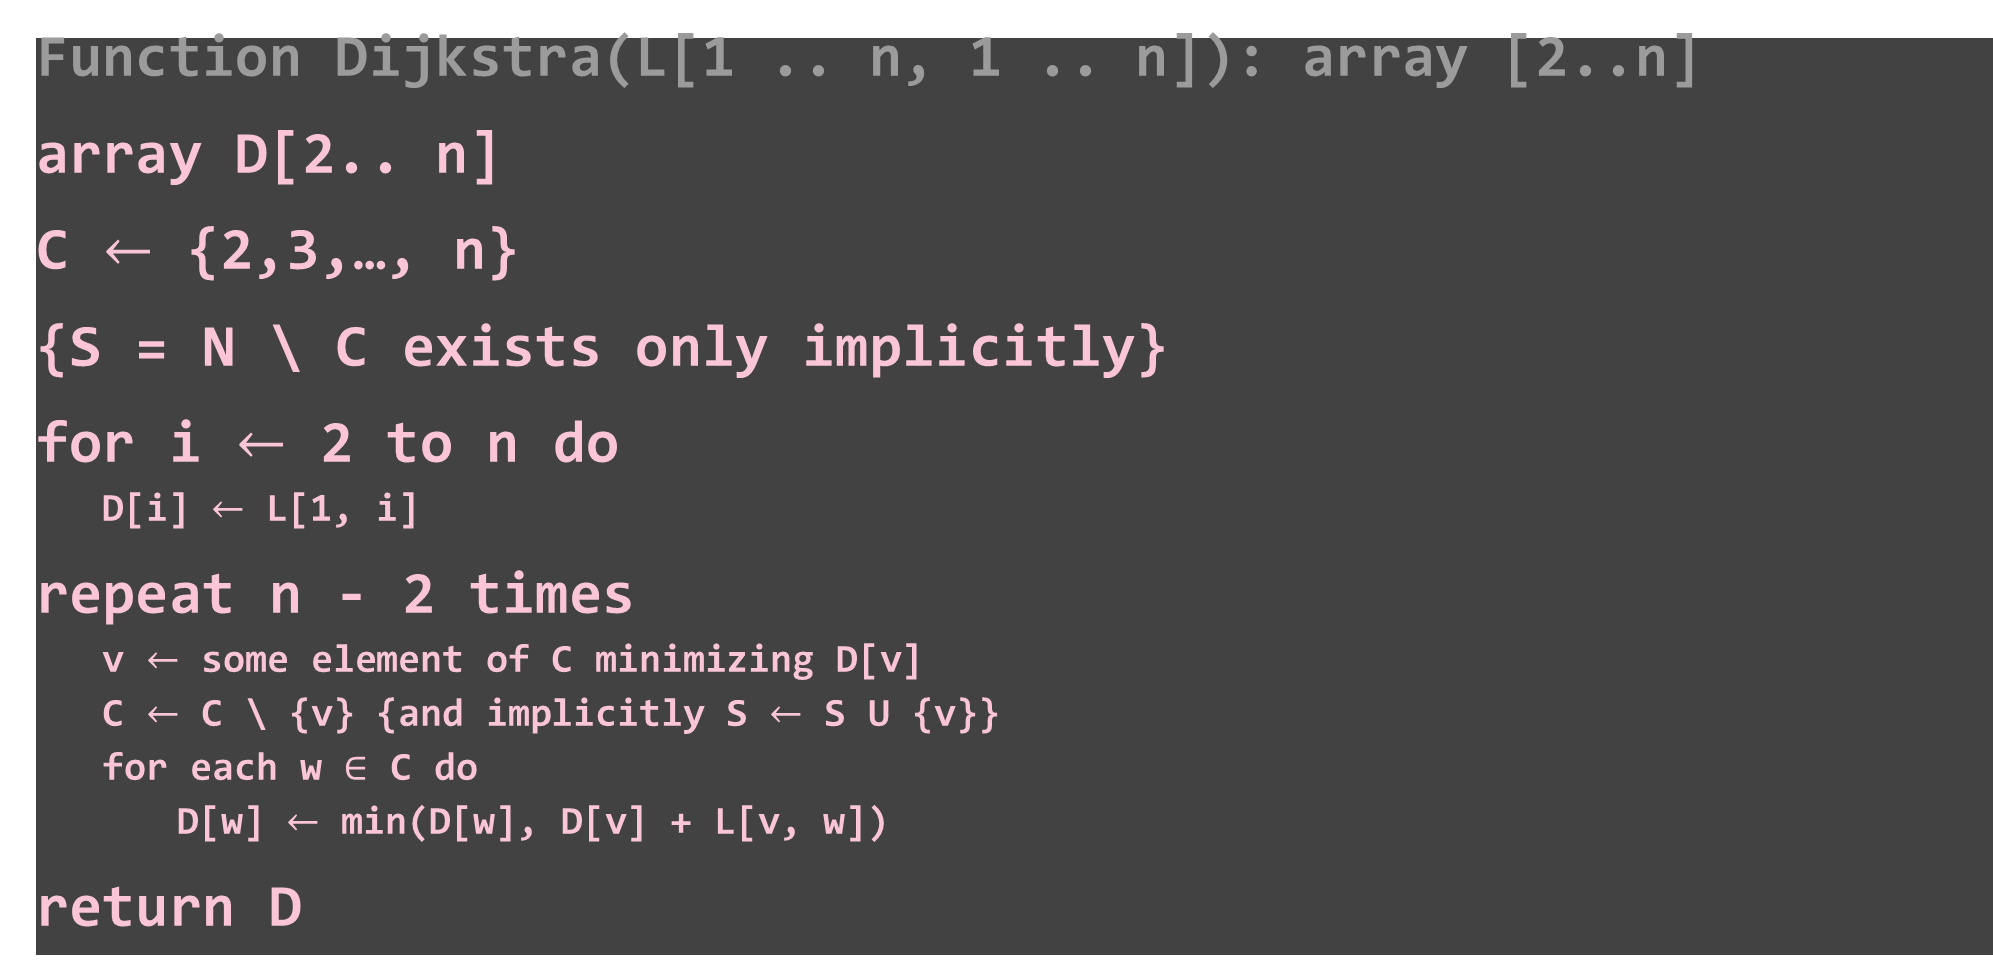 Function Dijkstra(L[1 .. n, 1 .. n]): array [2..n]
array D[2.. n]
C ← {2,3,…, n}
{S = N \ C exists only implicitly}
for i ← 2 to n do
D[i] ← L[1, i]
repeat n - 2 times
v ← some element of C minimizing D[v]
C ← C \ {v} {and implicitly S ← S U {v}}
for each w ∈ C do
D[w] ← min(D[w], D[v] + L[v, w])
return D